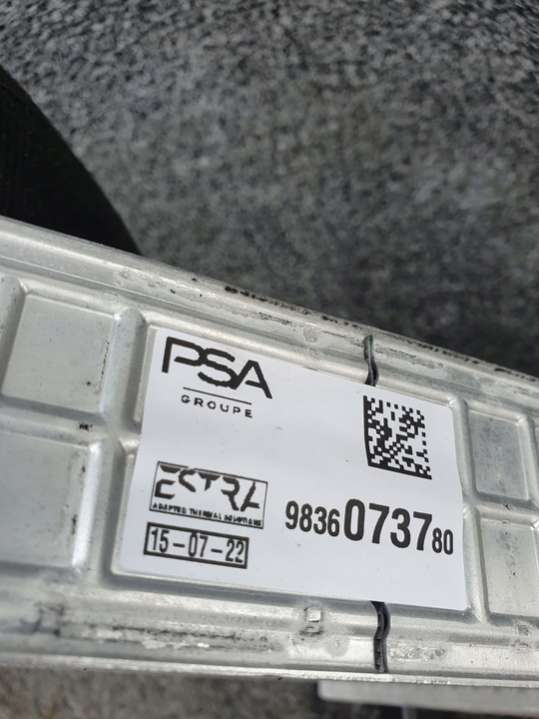 PSA
GROUPE
ESTRA
ADAPTED THERMAL SOLUTIONS
15-07-22
9836073780